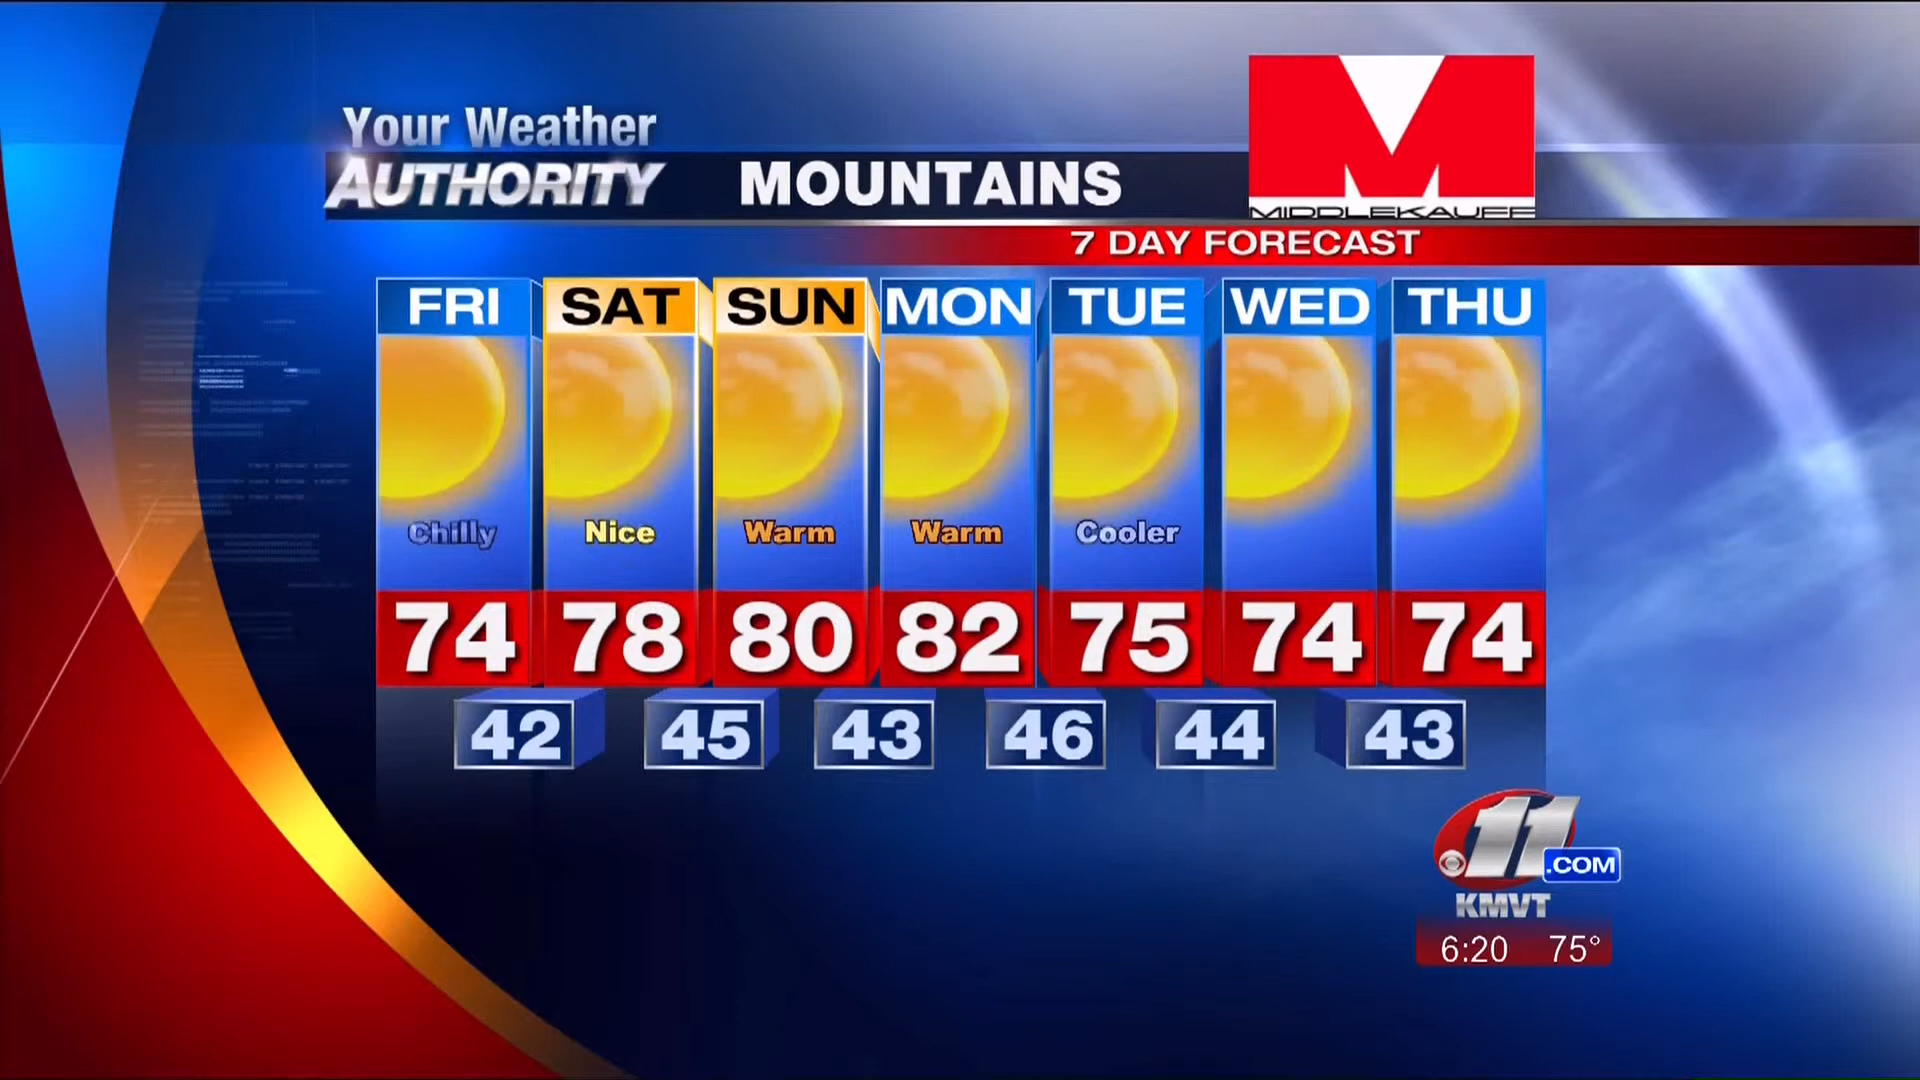 Your Weather
AUTHORITY
MOUNTAINS
MIDDLEKAUFF
7 DAY FORECAST
FRI SAT SUN MON TUE WED THU
Chilly Nice Warm Warm Cooler
74 78 80 82 75 74 74
42 45 43 46 44 43
11
.COM
KMVT
6:20 75°